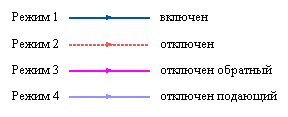 Режим 1 включен
Режим 2 отключен
Режим 3 отключен обратный
Режим 4 отключен подающий